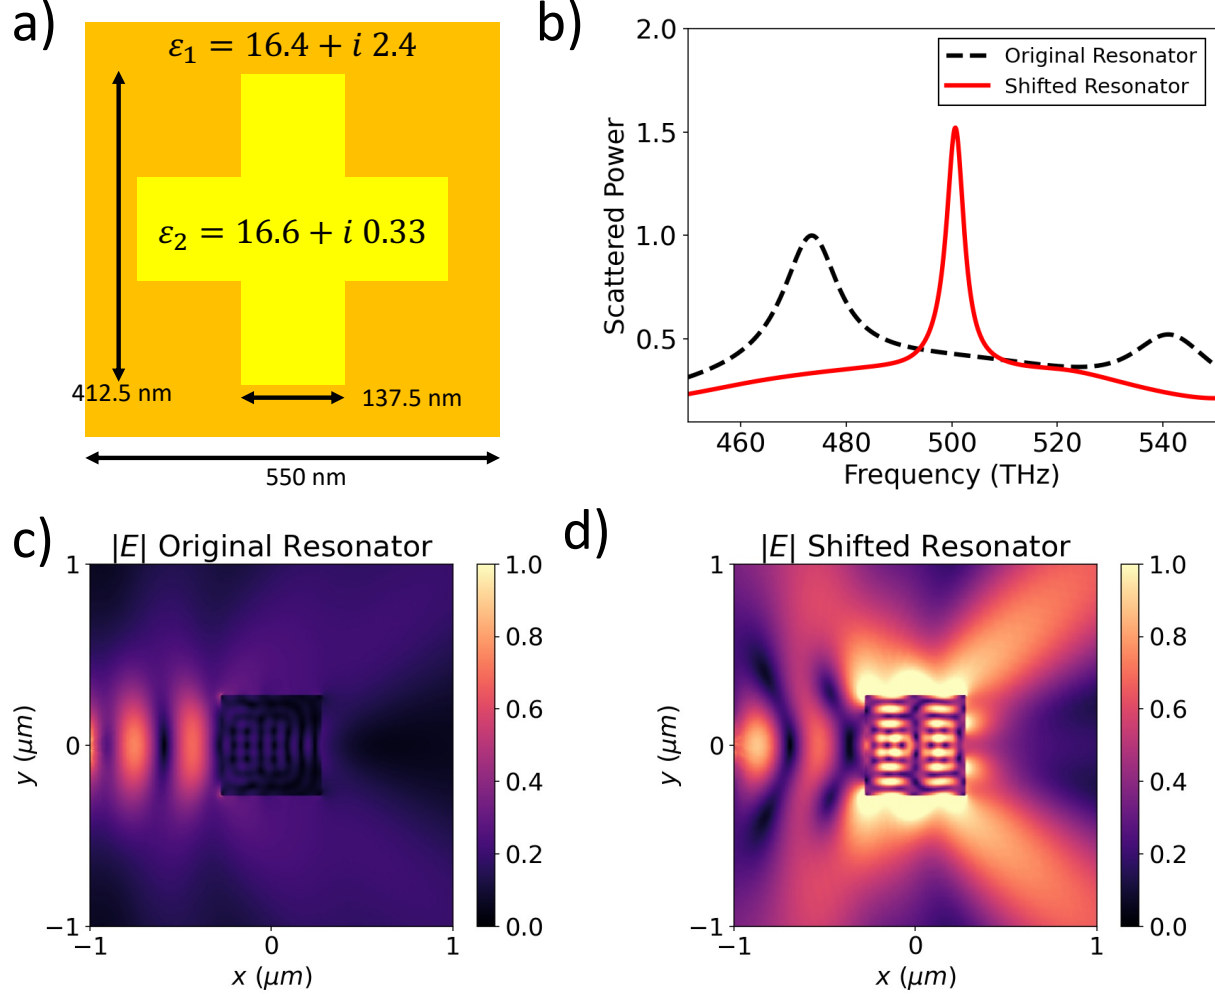 a)
ε₁ = 16.4 + i 2.4
ε₂ = 16.6 + i 0.33
412.5 nm
137.5 nm
550 nm
b)
Original Resonator
Shifted Resonator
2.0
1.5
1.0
0.5
Scattered Power
460 480 500 520 540
Frequency (THz)
c)
|E| Original Resonator
1
0
−1
y (μm)
−1 0 1
x (μm)
1.0
0.8
0.6
0.4
0.2
0.0
d)
|E| Shifted Resonator
1
0
−1
y (μm)
−1 0 1
x (μm)
1.0
0.8
0.6
0.4
0.2
0.0